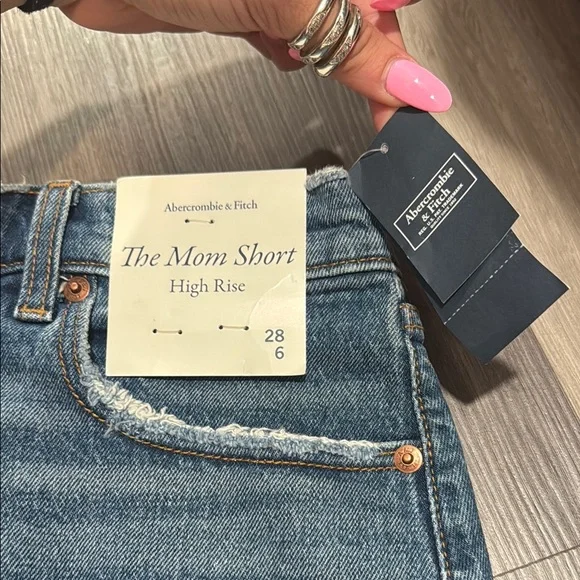 Abercrombie & Fitch
The Mom Short
High Rise
28
6
Abercrombie
& Fitch